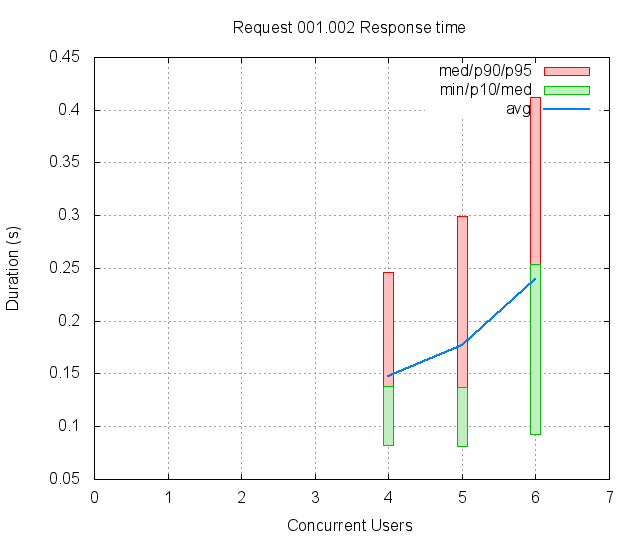 Request 001.002 Response time
0.45
0.4
0.35
0.3
0.25
0.2
0.15
0.1
0.05
Duration (s)
med/p90/p95
min/p10/med
avg
0 1 2 3 4 5 6 7
Concurrent Users